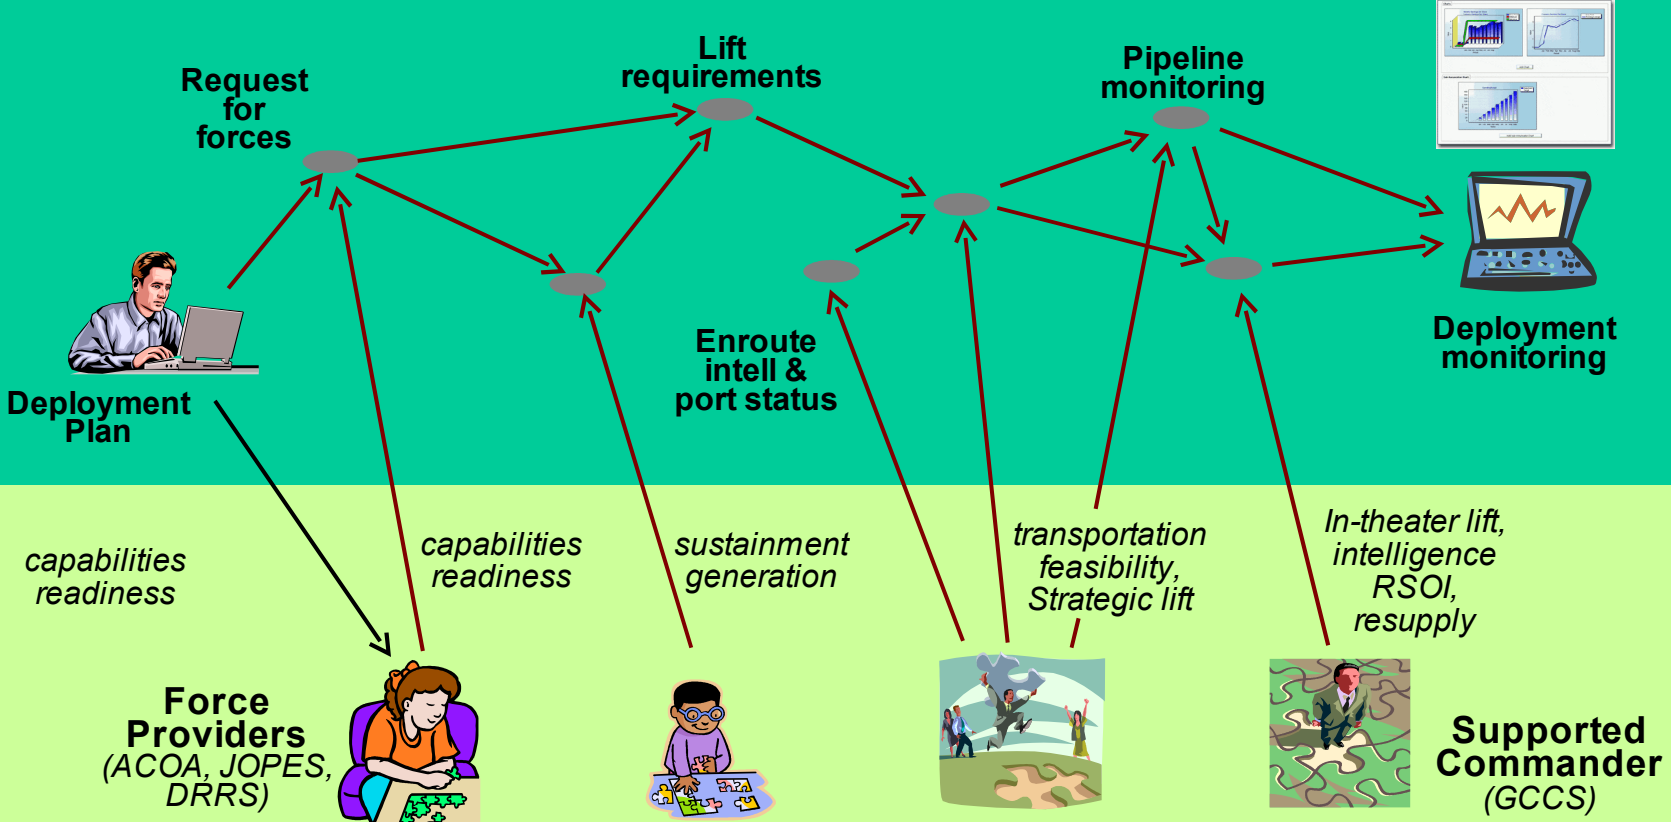 Lift
requirements
Pipeline
monitoring
Request
for
forces
Deployment
Plan
Enroute
intell &
port status
Deployment
monitoring
capabilities
readiness
capabilities
readiness
sustainment
generation
transportation
feasibility,
Strategic lift
In-theater lift,
intelligence
RSOI,
resupply
Force
Providers
(ACOA, JOPES,
DRRS)
Supported
Commander
(GCCS)